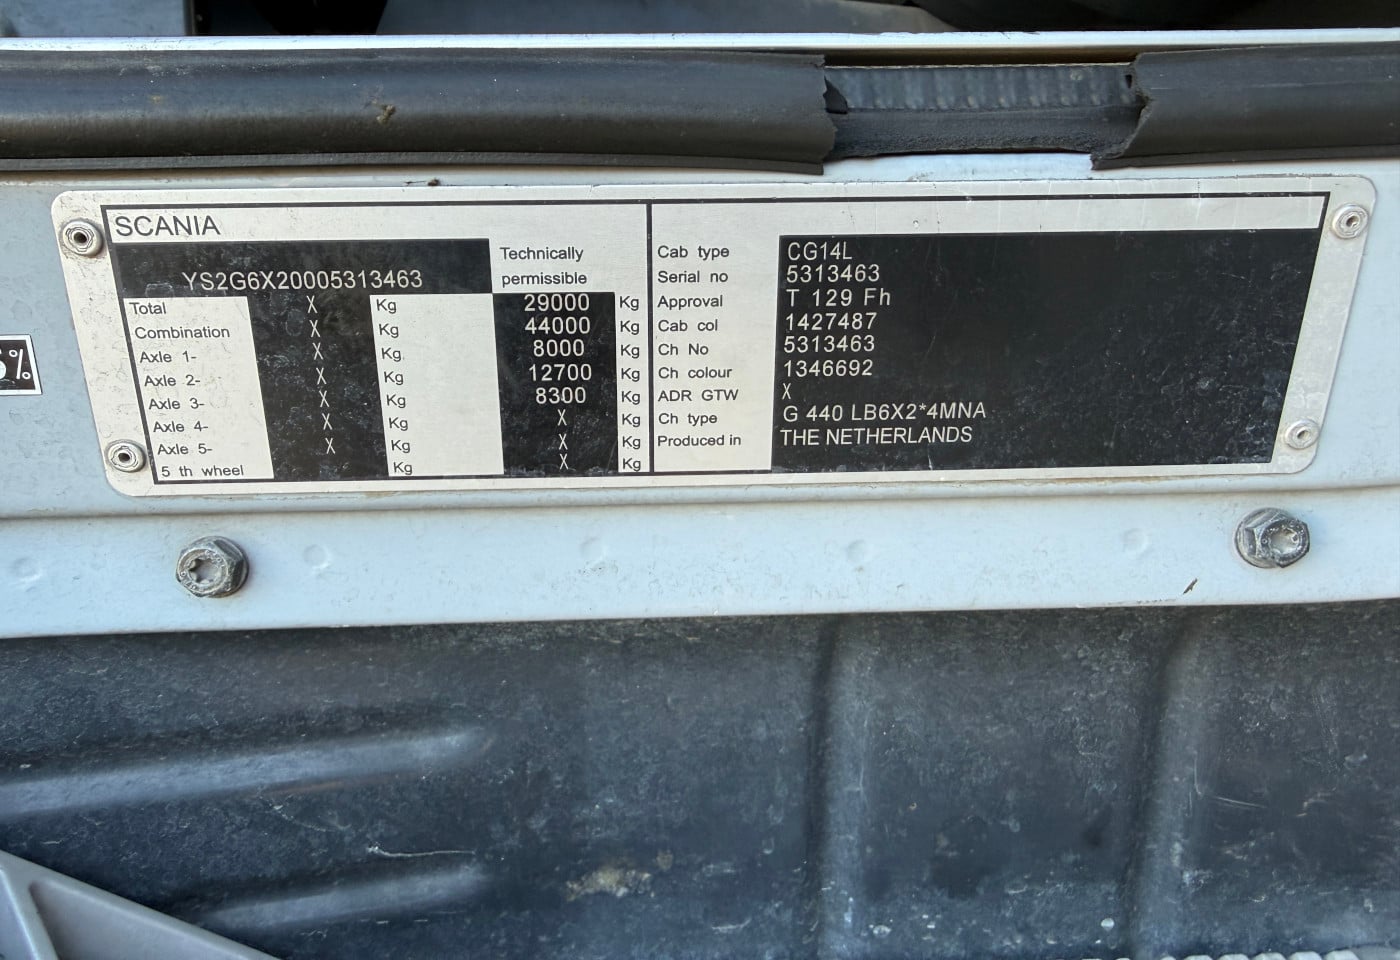 SCANIA
YS2G6X20005313463
Technically
permissible
Total X Kg 29000 Kg
Combination X Kg 44000 Kg
Axle 1- X Kg 8000 Kg
Axle 2- X Kg 12700 Kg
Axle 3- X Kg 8300 Kg
Axle 4- X Kg X Kg
Axle 5- X Kg X Kg
5 th wheel Kg X Kg
Cab type CG14L
Serial no 5313463
Approval T 129 Fh
Cab col 1427487
Ch No 5313463
Ch colour 1346692
ADR GTW X
Ch type G 440 LB6X2*4MNA
Produced in THE NETHERLANDS
%